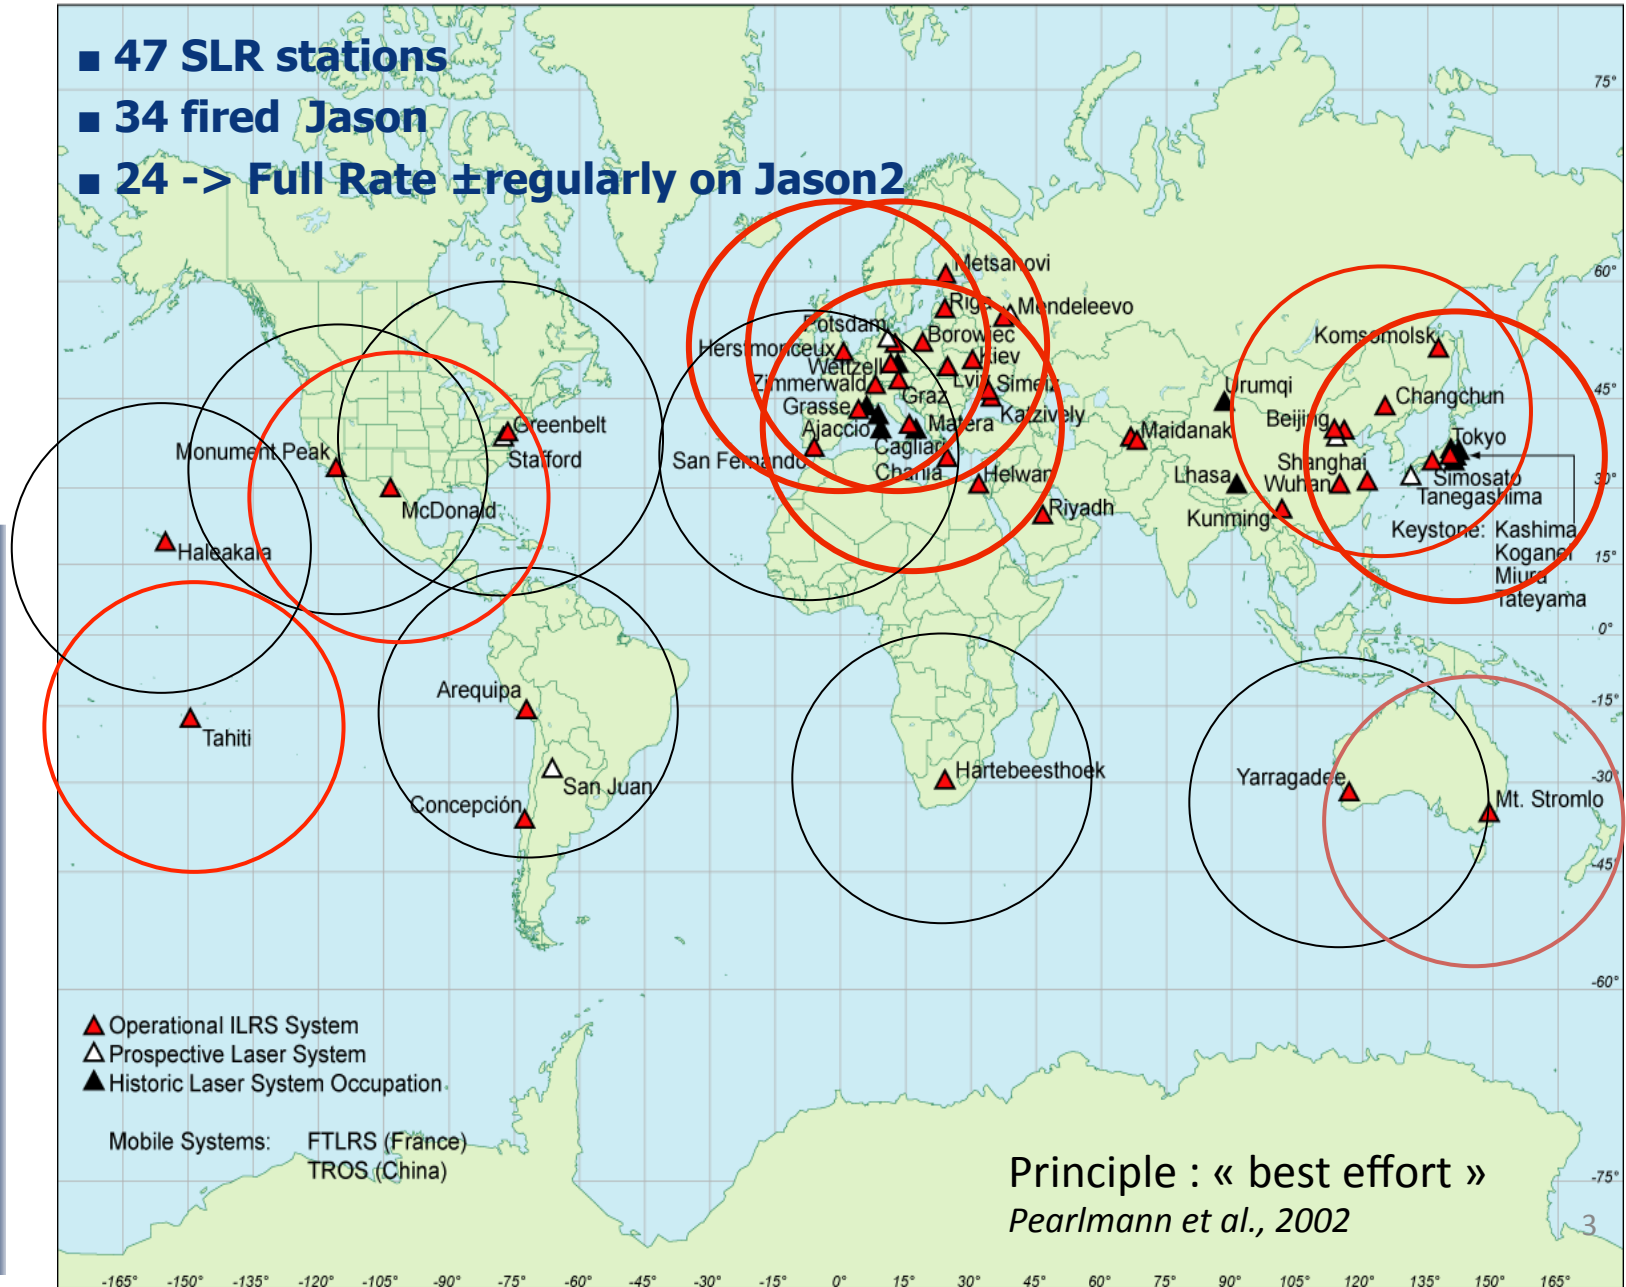 ■ 47 SLR stations
■ 34 fired Jason
■ 24 -> Full Rate ±regularly on Jason2
75°
Metsahovi
60°
Riga
Mendeleevo
Potsdam
Borowiec
Komsomolsk
Herstmonceux
Kiev
Wettzell
Lviv
Simeiz
Zimmerwald
Urumqi
45°
Graz
Changchun
Grasse
Katzively
Greenbelt
Beijing
Ajaccio
Matera
Maidanak
Tokyo
Monument Peak
Stafford
San Fernando
Cagliari
Shanghai
Chania
Helwan
Lhasa
Wuhan
Simosato
30°
Tanegashima
McDonald
Riyadh
Kunming
Keystone: Kashima
Koganei
Miura
Tateyama
Haleakala
15°
0°
Arequipa
-15°
Tahiti
San Juan
Hartebeesthoek
Yarragadee
-30°
Concepción
Mt. Stromlo
-45°
-60°
Operational ILRS System
Prospective Laser System
Historic Laser System Occupation
Mobile Systems: FTLRS (France)
TROS (China)
Principle : « best effort »
Pearlmann et al., 2002
-75°
3
-165° -150° -135° -120° -105° -90° -75° -60° -45° -30° -15° 0° 15° 30° 45° 60° 75° 90° 105° 120° 135° 150° 165°